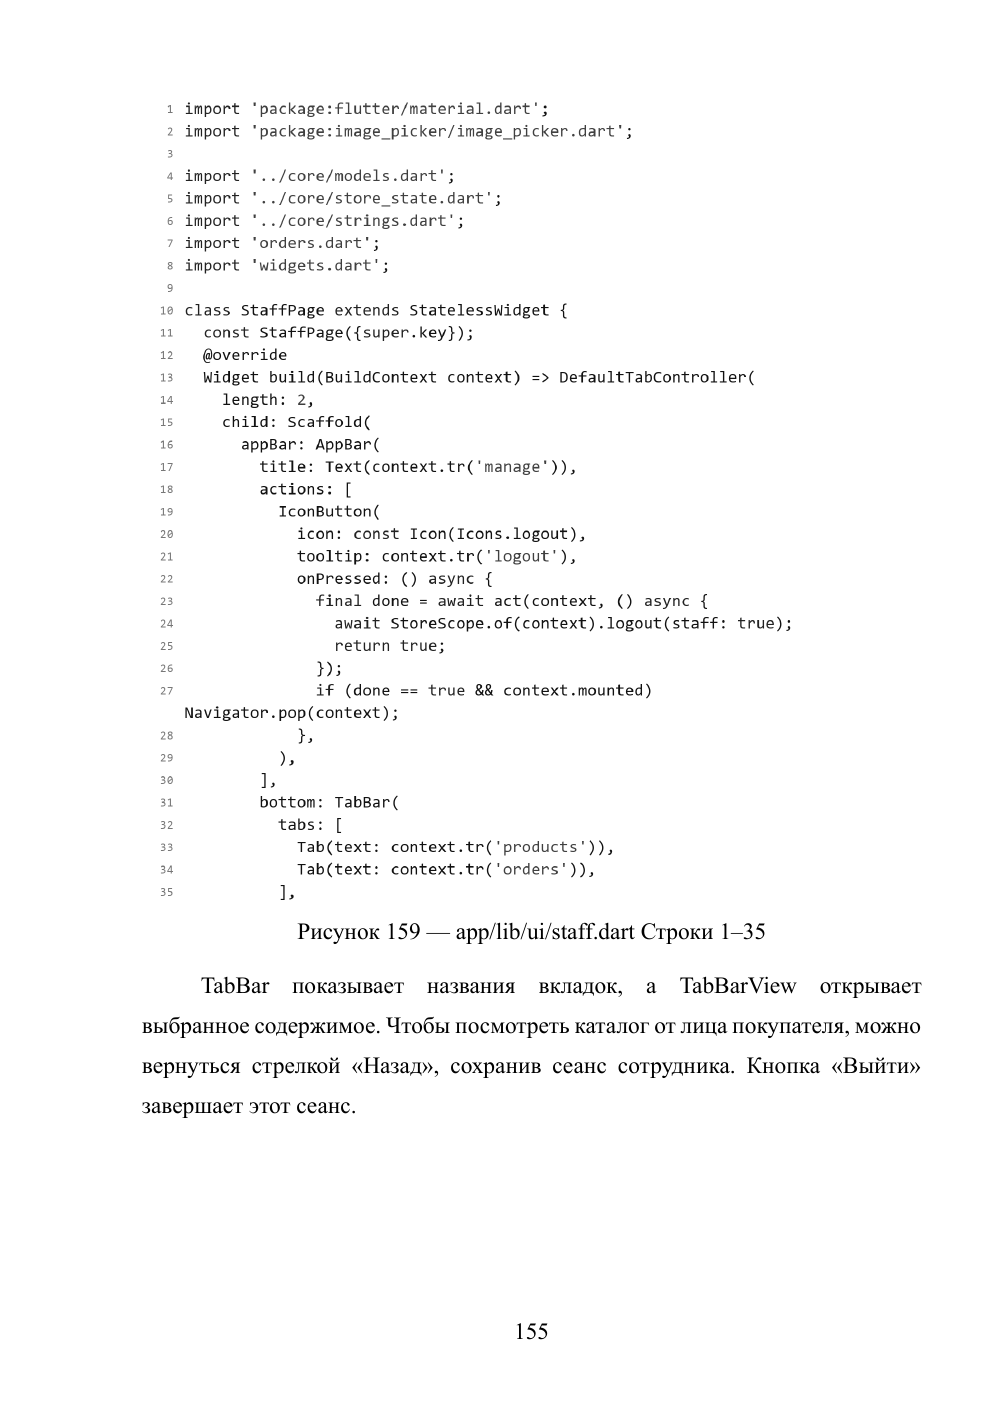 1 import 'package:flutter/material.dart';
2 import 'package:image_picker/image_picker.dart';
3
4 import '../core/models.dart';
5 import '../core/store_state.dart';
6 import '../core/strings.dart';
7 import 'orders.dart';
8 import 'widgets.dart';
9
10 class StaffPage extends StatelessWidget {
11   const StaffPage({super.key});
12   @override
13   Widget build(BuildContext context) => DefaultTabController(
14     length: 2,
15     child: Scaffold(
16       appBar: AppBar(
17         title: Text(context.tr('manage')),
18         actions: [
19           IconButton(
20             icon: const Icon(Icons.logout),
21             tooltip: context.tr('logout'),
22             onPressed: () async {
23               final done = await act(context, () async {
24                 await StoreScope.of(context).logout(staff: true);
25                 return true;
26               });
27               if (done == true && context.mounted)
Navigator.pop(context);
28             },
29           ),
30         ],
31         bottom: TabBar(
32           tabs: [
33             Tab(text: context.tr('products')),
34             Tab(text: context.tr('orders')),
35           ],
Рисунок 159 — app/lib/ui/staff.dart Строки 1–35
TabBar показывает названия вкладок, а TabBarView открывает
выбранное содержимое. Чтобы посмотреть каталог от лица покупателя, можно
вернуться стрелкой «Назад», сохранив сеанс сотрудника. Кнопка «Выйти»
завершает этот сеанс.
155